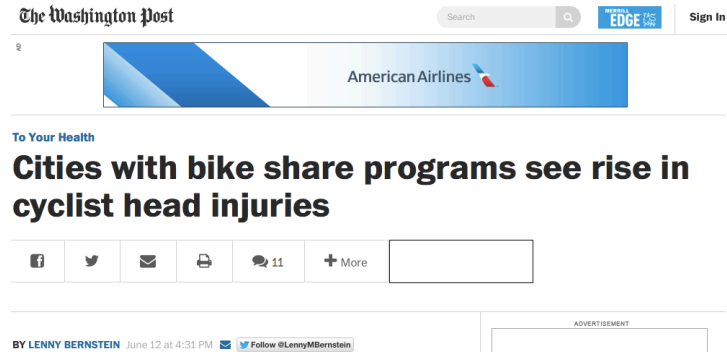 The Washington Post
Search
MERRILL
EDGE
Sign In
American Airlines
To Your Health
Cities with bike share programs see rise in
cyclist head injuries
11
More
ADVERTISEMENT
BY LENNY BERNSTEIN June 12 at 4:31 PM Follow @LennyMBernstein